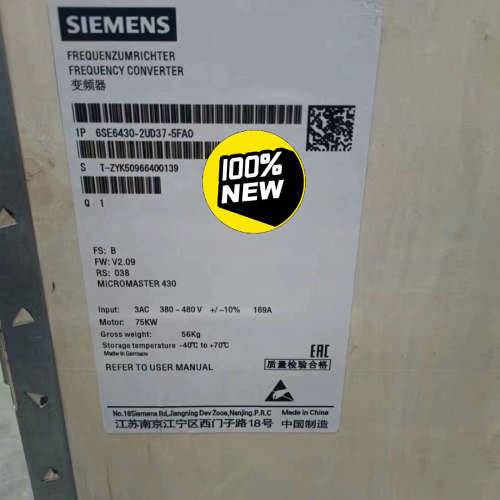 SIEMENS
FREQUENZUMRICHTER
FREQUENCY CONVERTER
变频器
1P 6SE6430-2UD37-5FA0
S T-ZYK50966400139
Q 1
100%
NEW
FS: B
FW: V2.09
RS: 038
MICROMASTER 430
Input: 3AC 380-480V +/-10% 169A
Motor: 75KW
Gross weight: 56Kg
Storage temperature -40℃ to +70℃
Made in Germany
EAC
REFER TO USER MANUAL
质量检验合格
No.18Siemens Rd,Jiangning Dev Zooe,Nenjing.P.R.C Made in China
江苏南京江宁区西门子路18号 中国制造